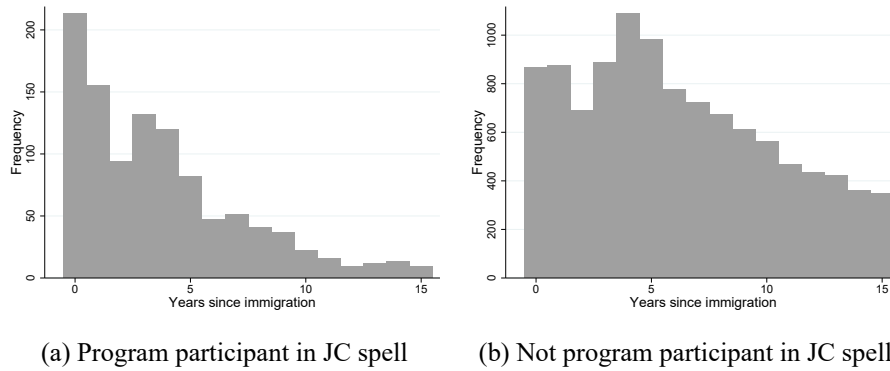 200
150
100
50
0
Frequency
0 5 10 15
Years since immigration
(a) Program participant in JC spell
1000
800
600
400
200
0
Frequency
0 5 10 15
Years since immigration
(b) Not program participant in JC spell